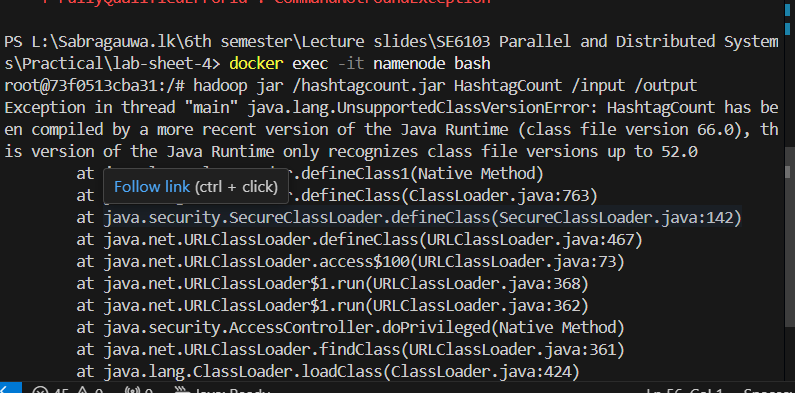 + FullyQualifiedErrorId : CommandNotFoundException
PS L:\Sabragauwa.lk\6th semester\Lecture slides\SE6103 Parallel and Distributed System
s\Practical\lab-sheet-4> docker exec -it namenode bash
root@73f0513cba31:/# hadoop jar /hashtagcount.jar HashtagCount /input /output
Exception in thread "main" java.lang.UnsupportedClassVersionError: HashtagCount has be
en compiled by a more recent version of the Java Runtime (class file version 66.0), th
is version of the Java Runtime only recognizes class file versions up to 52.0
at .defineClass1(Native Method)
Follow link (ctrl + click)
at .defineClass(ClassLoader.java:763)
at java.security.SecureClassLoader.defineClass(SecureClassLoader.java:142)
at java.net.URLClassLoader.defineClass(URLClassLoader.java:467)
at java.net.URLClassLoader.access$100(URLClassLoader.java:73)
at java.net.URLClassLoader$1.run(URLClassLoader.java:368)
at java.net.URLClassLoader$1.run(URLClassLoader.java:362)
at java.security.AccessController.doPrivileged(Native Method)
at java.net.URLClassLoader.findClass(URLClassLoader.java:361)
at java.lang.ClassLoader.loadClass(ClassLoader.java:424)
45 0 0 Java: Ready Ln 56, Col 1